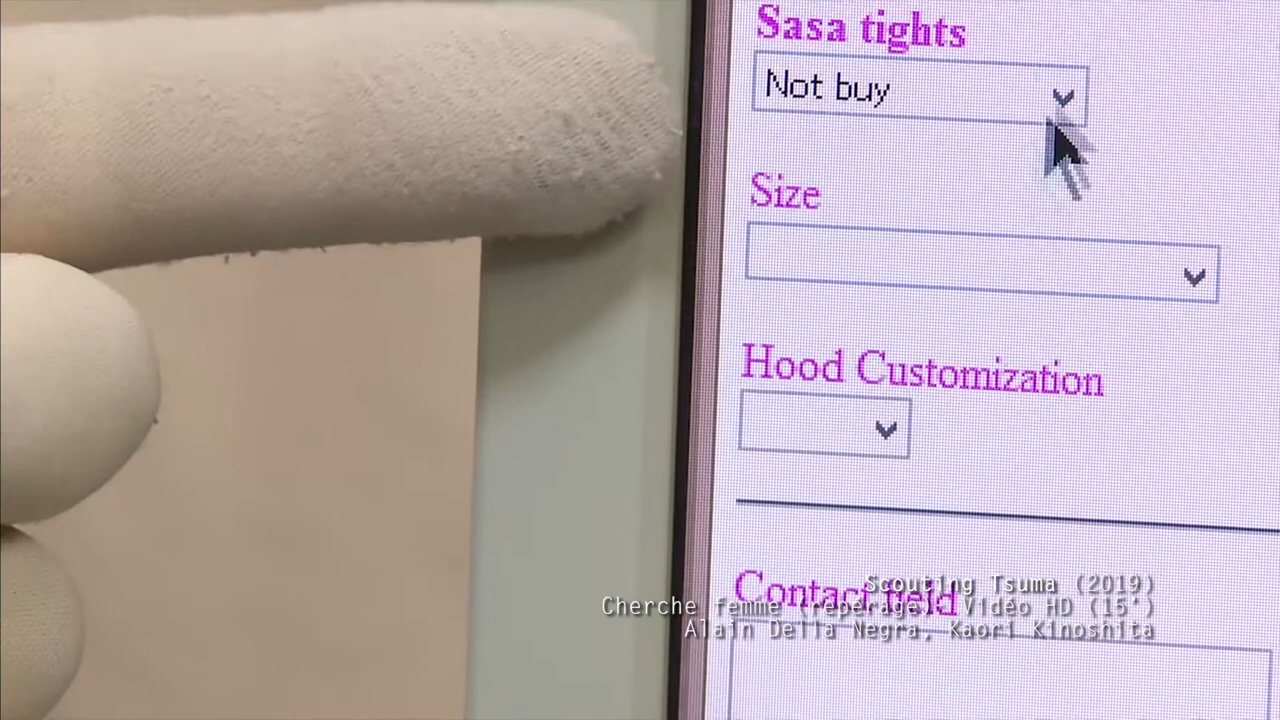 Sasa tights
Not buy
Size
Hood Customization
Contact field
Scouting Tsuma (2019)
Cherche femme (repérage), Vidéo HD (15')
Alain Della Negra, Kaori Kinoshita